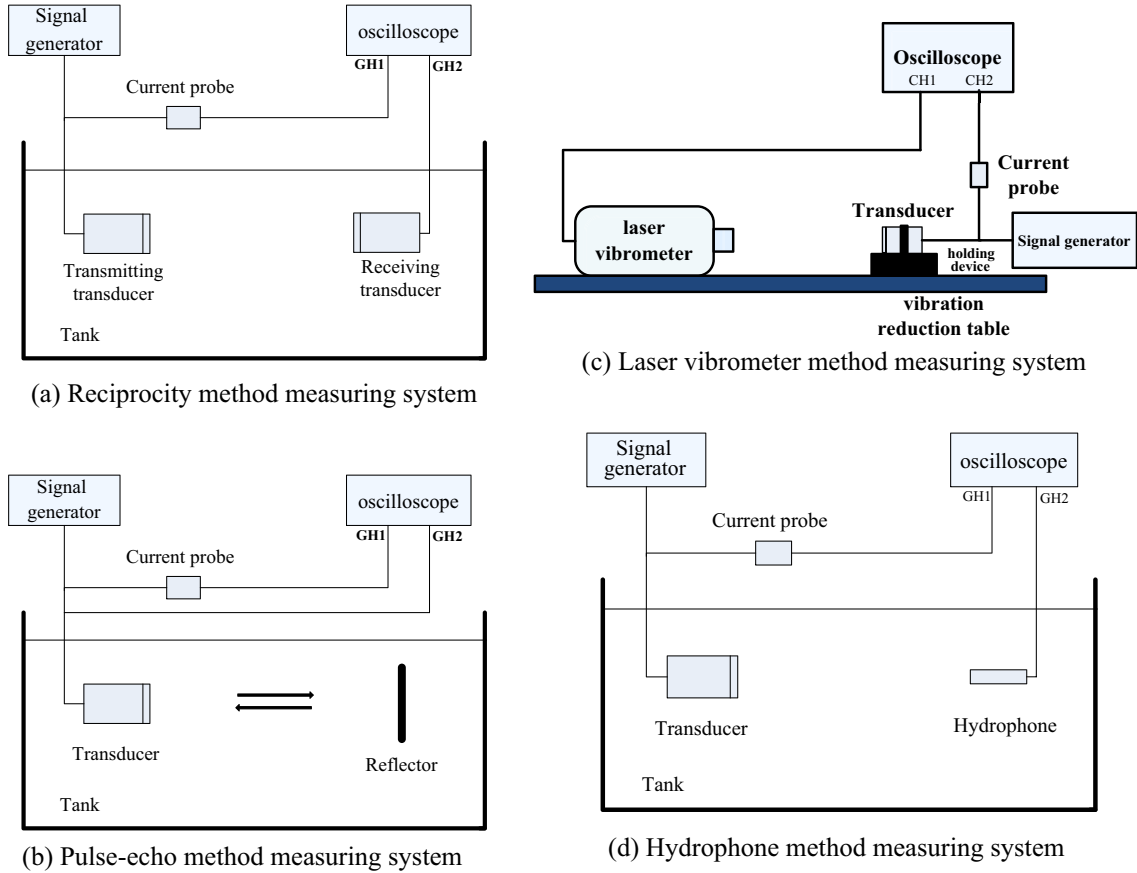 Signal
generator
oscilloscope
GH1
GH2
Current probe
Transmitting
transducer
Receiving
transducer
Tank
(a) Reciprocity method measuring system
Oscilloscope
CH1
CH2
Current
probe
Transducer
laser
vibrometer
Signal generator
holding
device
vibration
reduction table
(c) Laser vibrometer method measuring system
Signal
generator
oscilloscope
GH1
GH2
Current probe
Transducer
Reflector
Tank
(b) Pulse-echo method measuring system
Signal
generator
oscilloscope
GH1
GH2
Current probe
Transducer
Hydrophone
Tank
(d) Hydrophone method measuring system